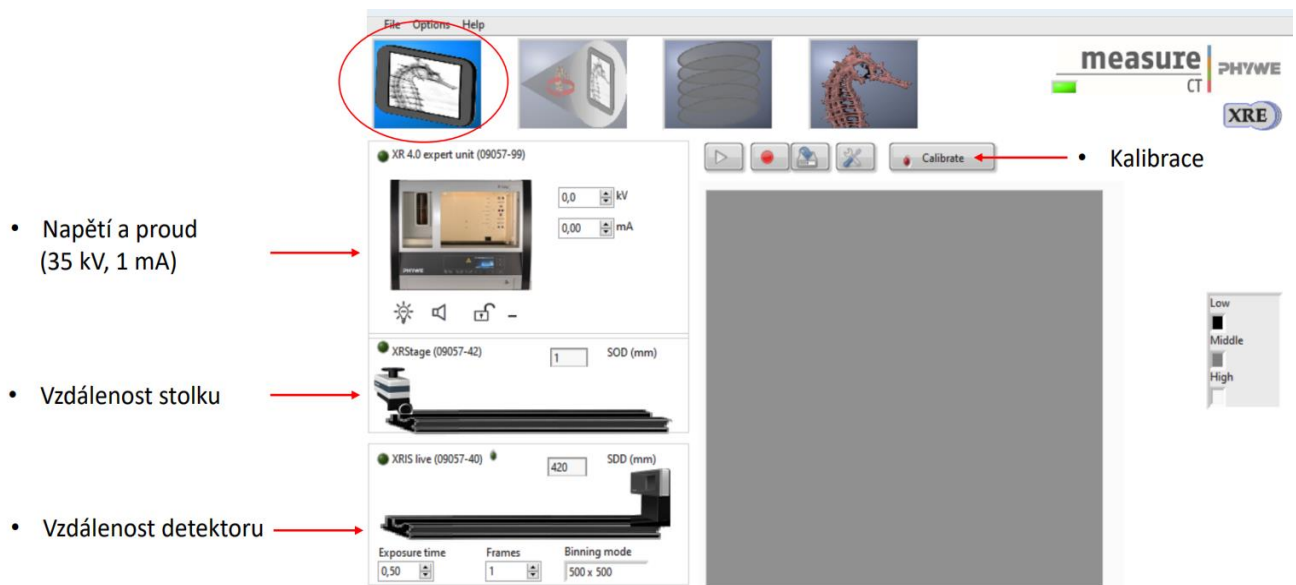 File Options Help
measure
CT
PHYWE
XRE
XR 4.0 expert unit (09057-99)
0,0 kV
0,00 mA
Calibrate
• Kalibrace
• Napětí a proud
(35 kV, 1 mA)
PHYWE
Low
Middle
High
XRStage (09057-42) 1 SOD (mm)
• Vzdálenost stolku
XRIS live (09057-40) 420 SDD (mm)
• Vzdálenost detektoru
Exposure time Frames Binning mode
0,50 1 500 x 500